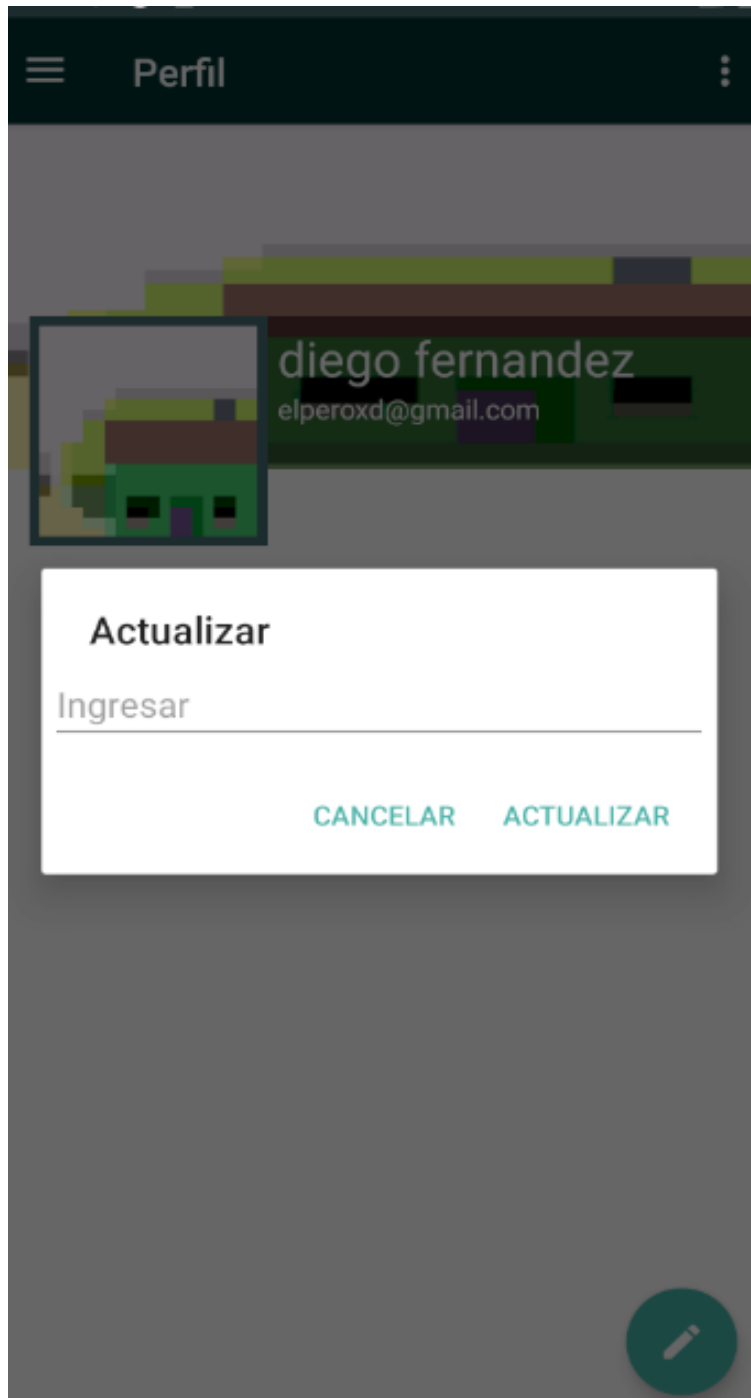 Perfil
diego fernandez
elperoxd@gmail.com
Actualizar
Ingresar
CANCELAR ACTUALIZAR